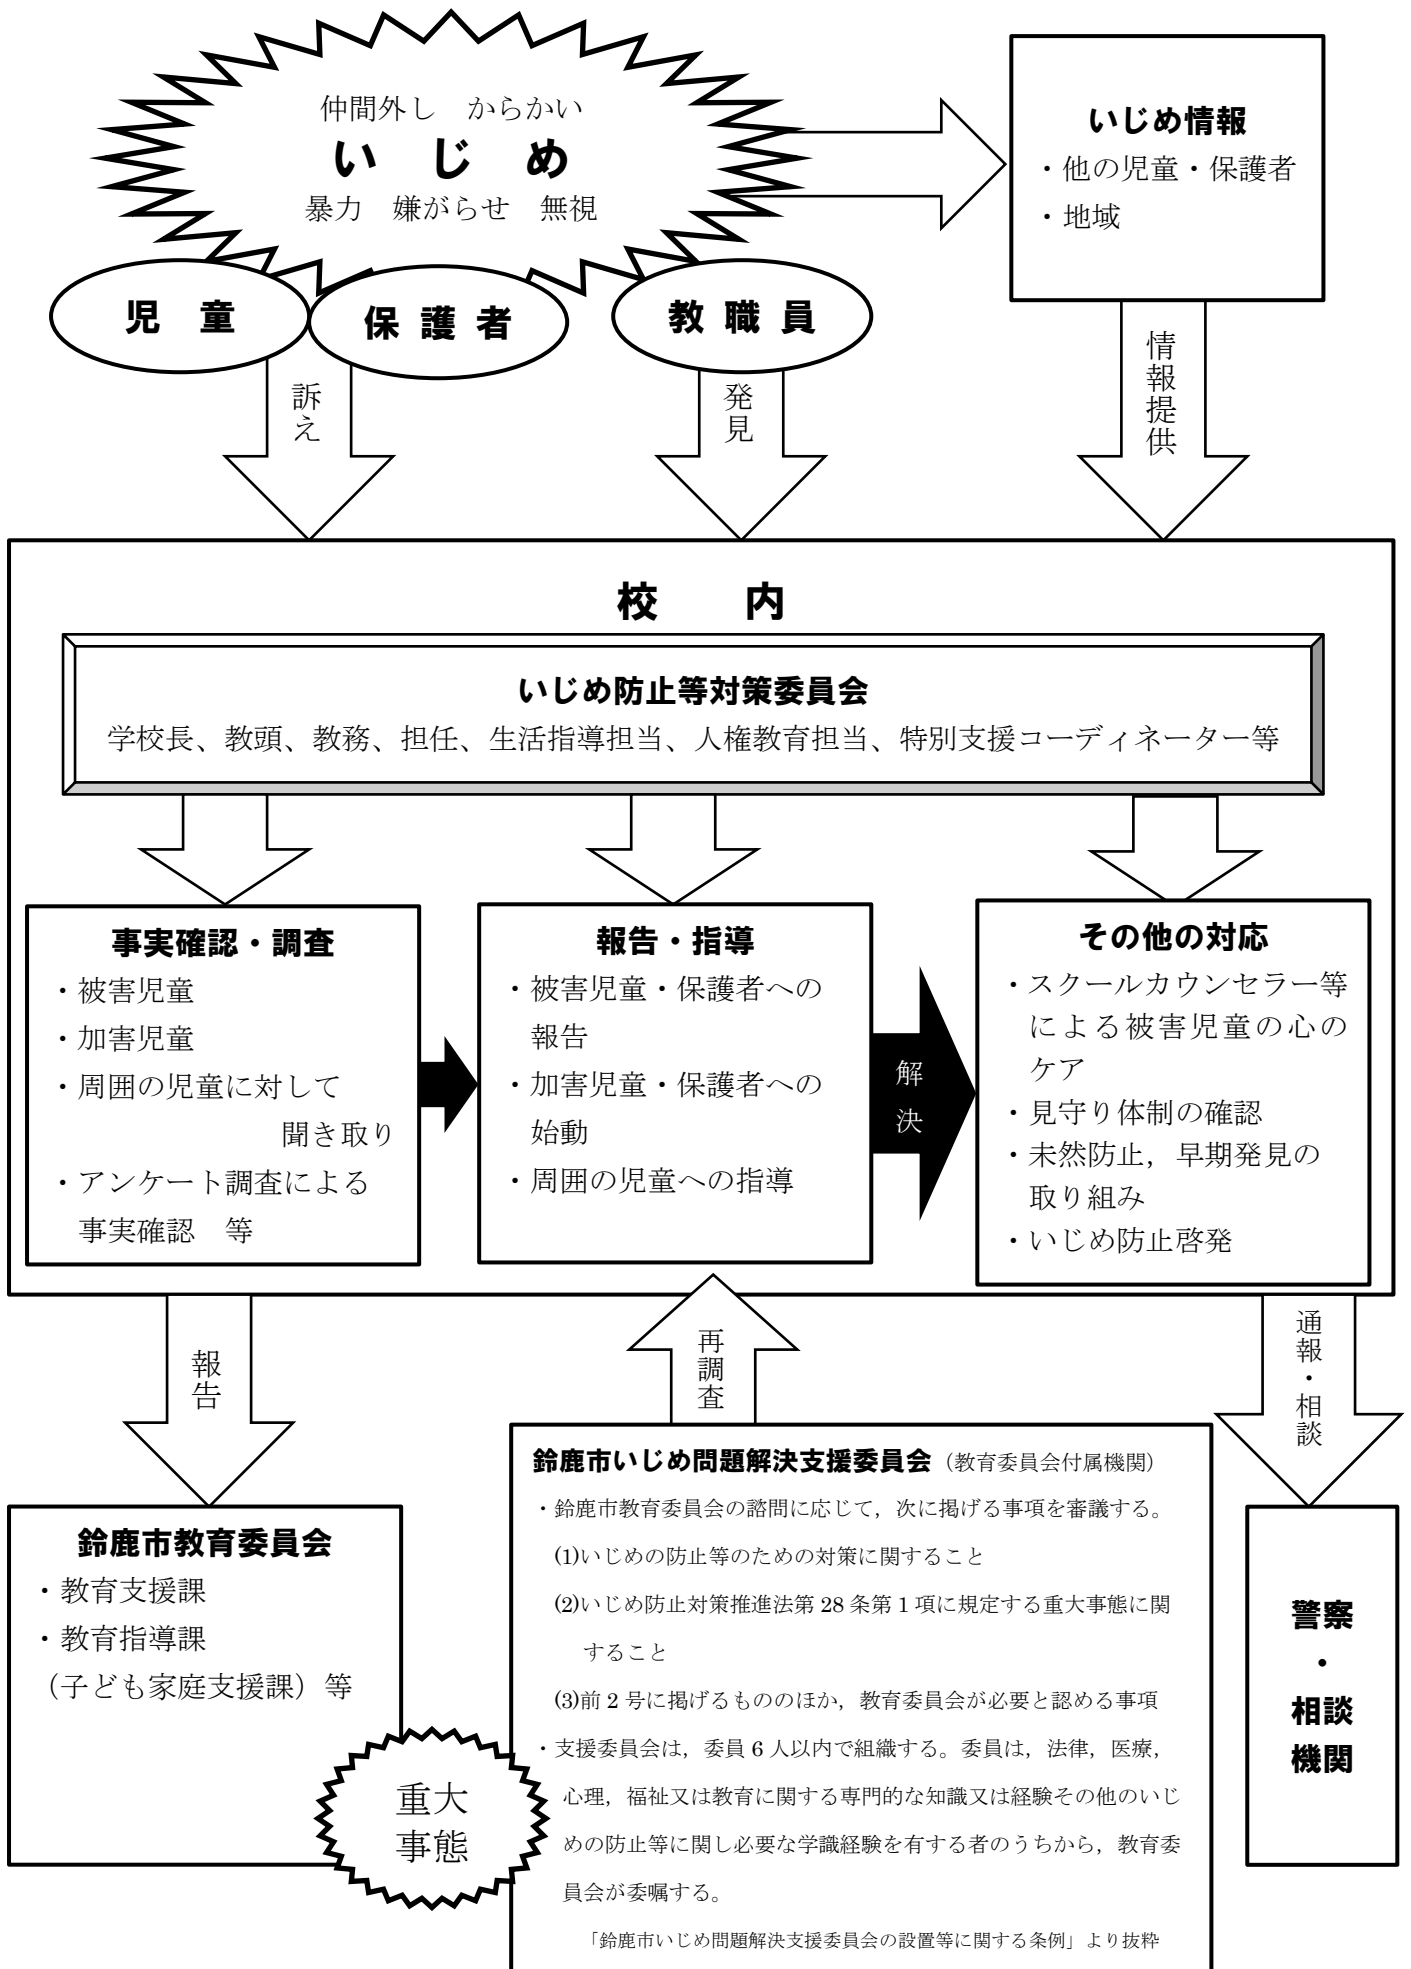 仲間外し　からかい
い　じ　め
暴力　嫌がらせ　無視
いじめ情報
・他の児童・保護者
・地域
児　童
保 護 者
教 職 員
訴え
発見
情報提供
校　　内
いじめ防止等対策委員会
学校長、教頭、教務、担任、生活指導担当、人権教育担当、特別支援コーディネーター等
事実確認・調査
・被害児童
・加害児童
・周囲の児童に対して
聞き取り
・アンケート調査による
事実確認　等
報告・指導
・被害児童・保護者への
報告
・加害児童・保護者への
始動
・周囲の児童への指導
解決
その他の対応
・スクールカウンセラー等
による被害児童の心の
ケア
・見守り体制の確認
・未然防止，早期発見の
取り組み
・いじめ防止啓発
報告
再調査
通報・相談
鈴鹿市教育委員会
・教育支援課
・教育指導課
（子ども家庭支援課）等
重大
事態
鈴鹿市いじめ問題解決支援委員会（教育委員会付属機関）
・鈴鹿市教育委員会の諮問に応じて，次に掲げる事項を審議する。
(1)いじめの防止等のための対策に関すること
(2)いじめ防止対策推進法第 28 条第 1 項に規定する重大事態に関
すること
(3)前 2 号に掲げるもののほか，教育委員会が必要と認める事項
・支援委員会は，委員 6 人以内で組織する。委員は，法律，医療，
心理，福祉又は教育に関する専門的な知識又は経験その他のいじ
めの防止等に関し必要な学識経験を有する者のうちから，教育委
員会が委嘱する。
「鈴鹿市いじめ問題解決支援委員会の設置等に関する条例」より抜粋
警察
・
相談
機関